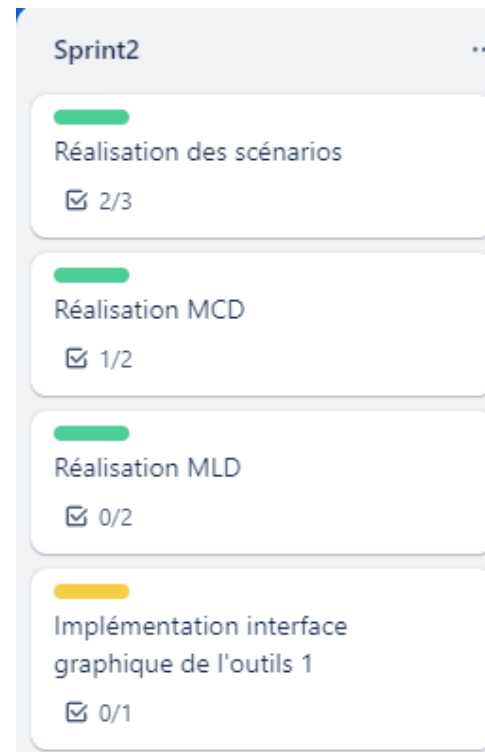 Sprint2
Réalisation des scénarios
2/3
Réalisation MCD
1/2
Réalisation MLD
0/2
Implémentation interface
graphique de l'outils 1
0/1